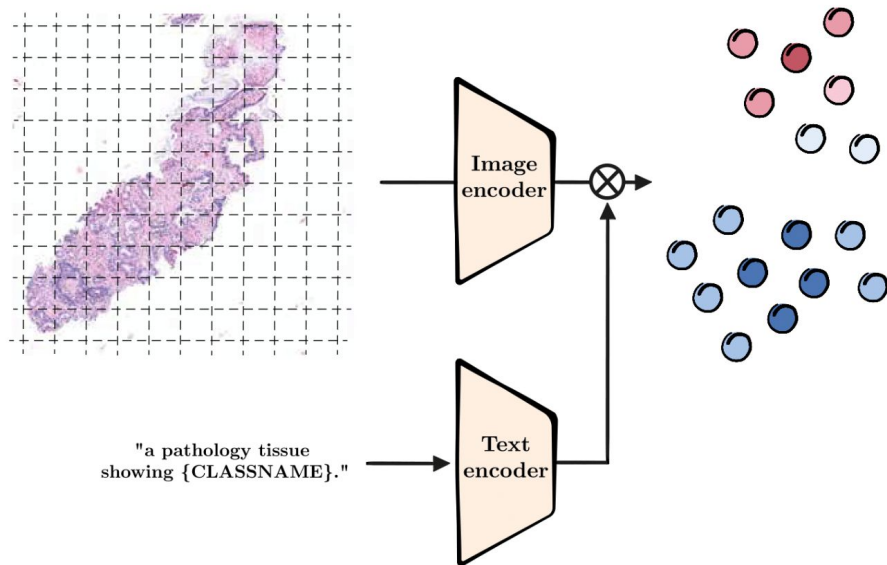 Image
encoder
Text
encoder
"a pathology tissue
showing {CLASSNAME}."